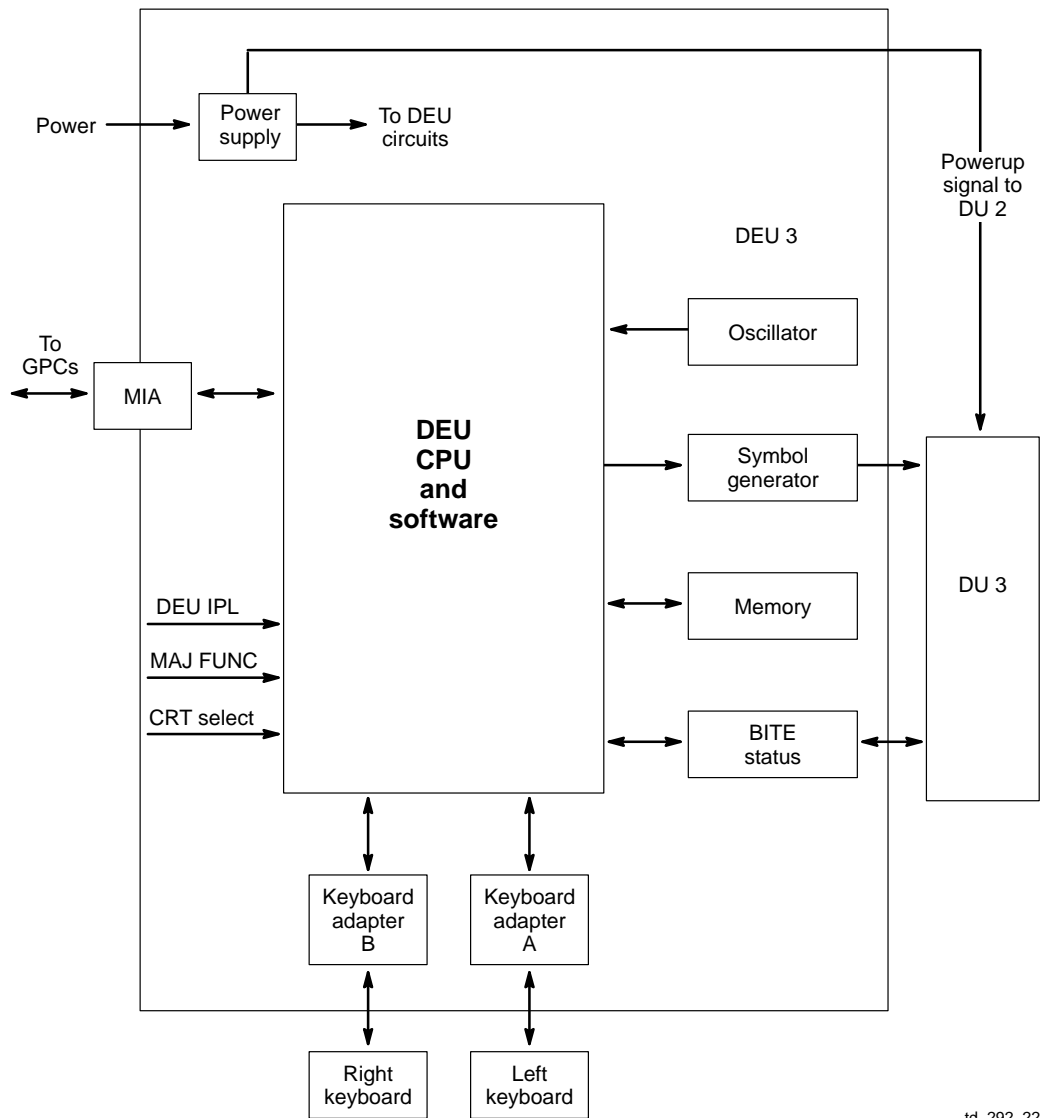 Power
Power
supply
To DEU
circuits
Powerup
signal to
DU 2
DEU 3
Oscillator
To
GPCs
MIA
DEU
CPU
and
software
Symbol
generator
DU 3
DEU IPL
Memory
MAJ FUNC
CRT select
BITE
status
Keyboard
adapter
B
Keyboard
adapter
A
Right
keyboard
Left
keyboard
td_292_22